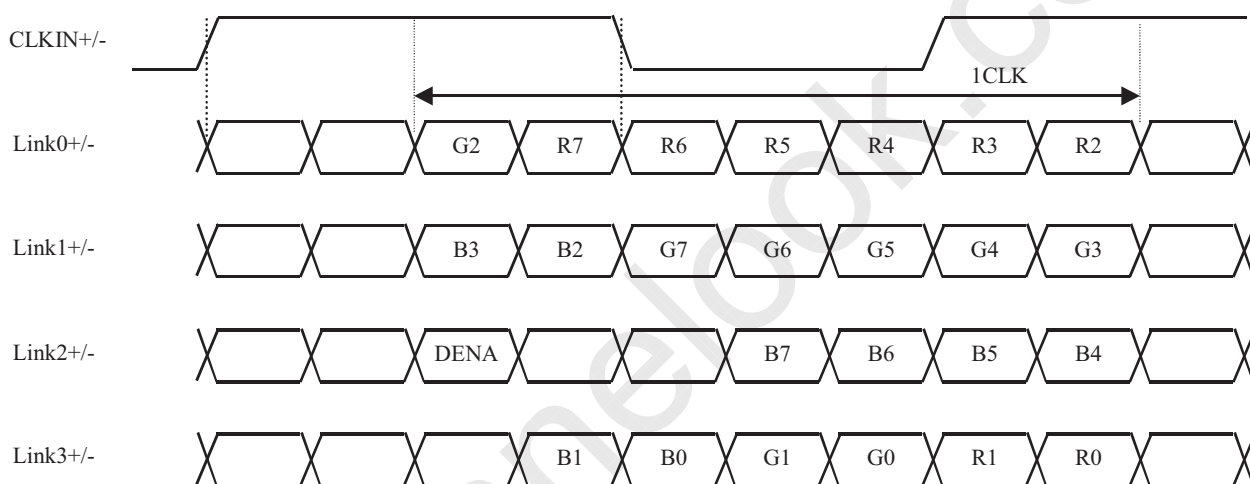 CLKIN+/-
1CLK
Link0+/- G2 R7 R6 R5 R4 R3 R2
Link1+/- B3 B2 G7 G6 G5 G4 G3
Link2+/- DENA B7 B6 B5 B4
Link3+/- B1 B0 G1 G0 R1 R0